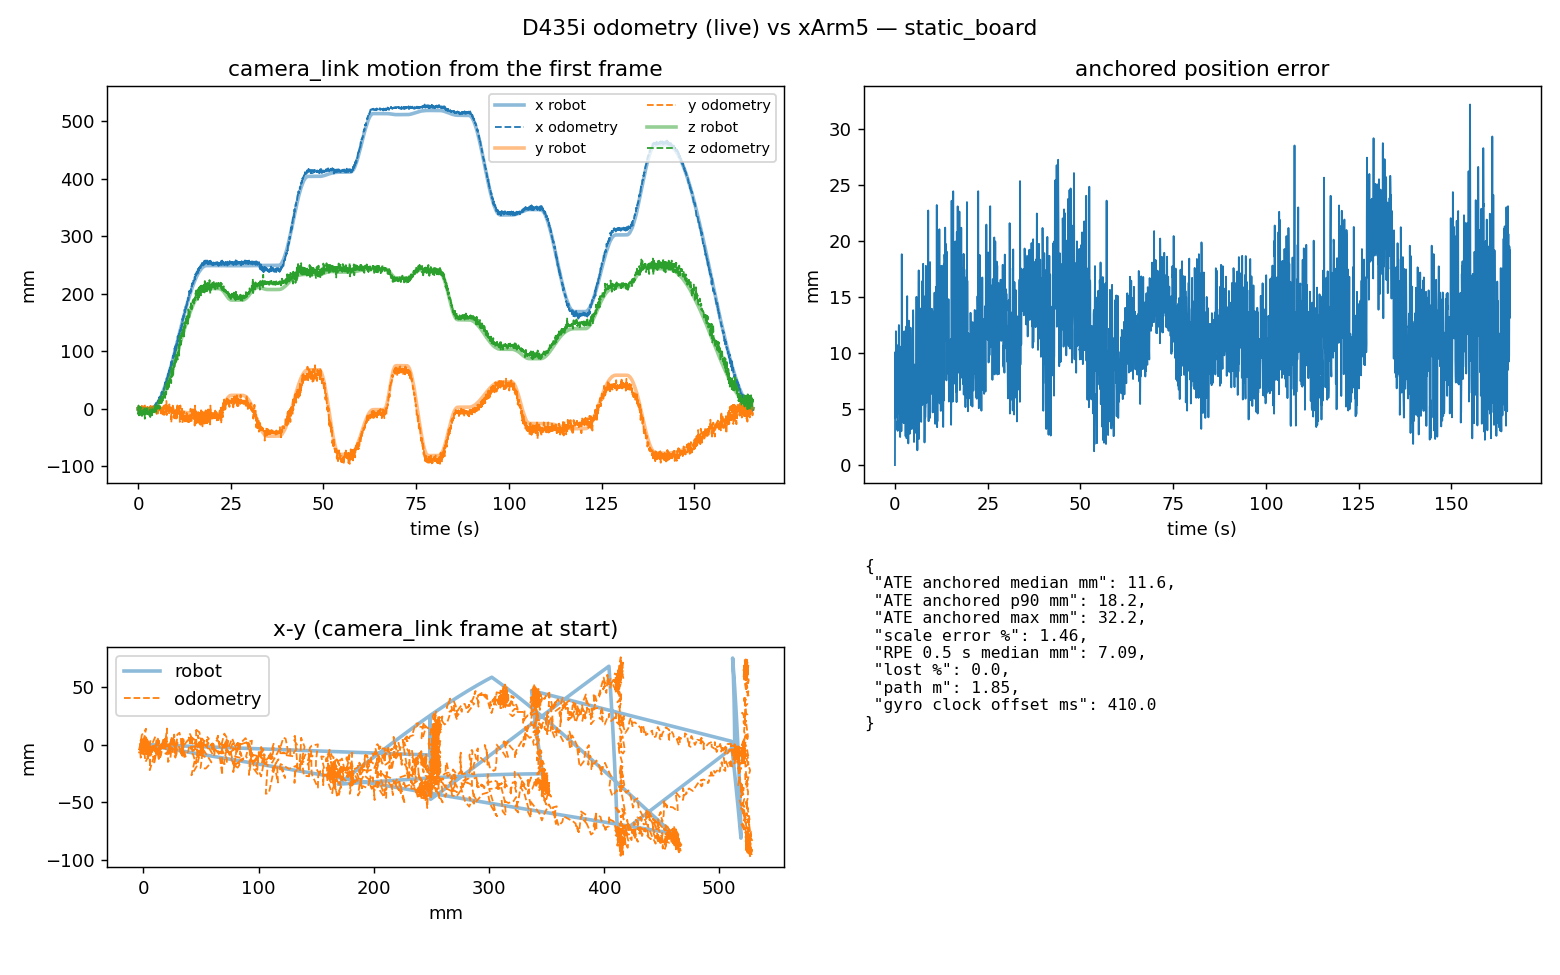 D435i odometry (live) vs xArm5 — static_board
camera_link motion from the first frame
x robot
x odometry
y robot
y odometry
z robot
z odometry
500
400
300
200
100
0
−100
mm
0 25 50 75 100 125 150
time (s)
anchored position error
30
25
20
15
10
5
0
mm
0 25 50 75 100 125 150
time (s)
x-y (camera_link frame at start)
robot
odometry
50
0
−50
−100
mm
0 100 200 300 400 500
mm
{
"ATE anchored median mm": 11.6,
"ATE anchored p90 mm": 18.2,
"ATE anchored max mm": 32.2,
"scale error %": 1.46,
"RPE 0.5 s median mm": 7.09,
"lost %": 0.0,
"path m": 1.85,
"gyro clock offset ms": 410.0
}